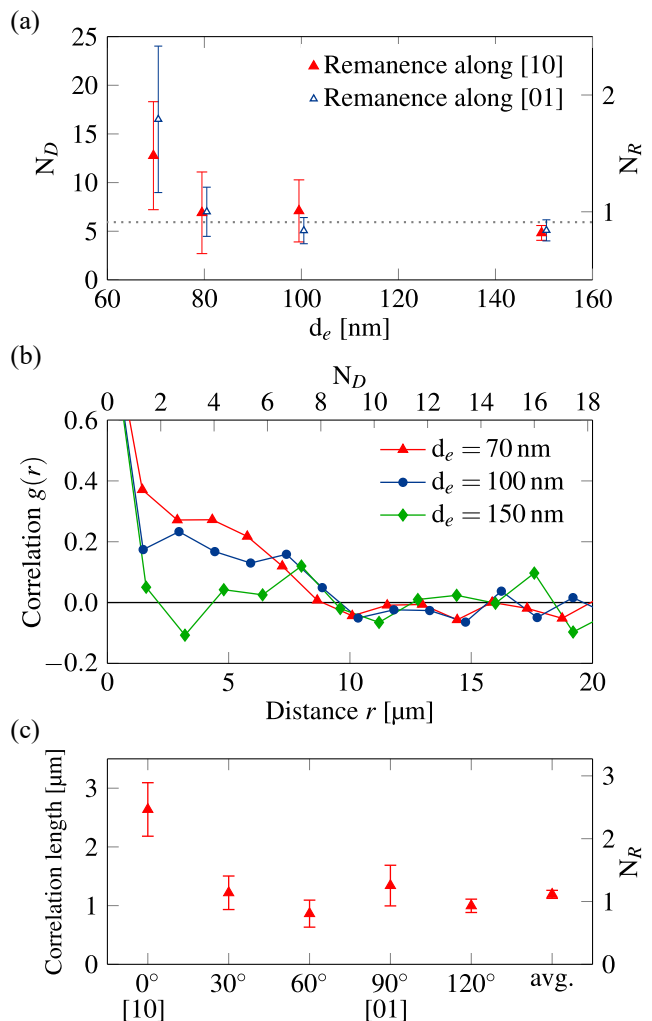 (a)
25
20
15
10
5
0
N_D
Remanence along [10]
Remanence along [01]
2
1
0
N_R
60 80 100 120 140 160
d_e [nm]
(b)
N_D
0 2 4 6 8 10 12 14 16 18
0.6
0.4
0.2
0.0
−0.2
Correlation g(r)
d_e = 70 nm
d_e = 100 nm
d_e = 150 nm
0 5 10 15 20
Distance r [µm]
(c)
3
2
1
0
Correlation length [µm]
3
2
1
0
N_R
0° 30° 60° 90° 120° avg.
[10] [01]